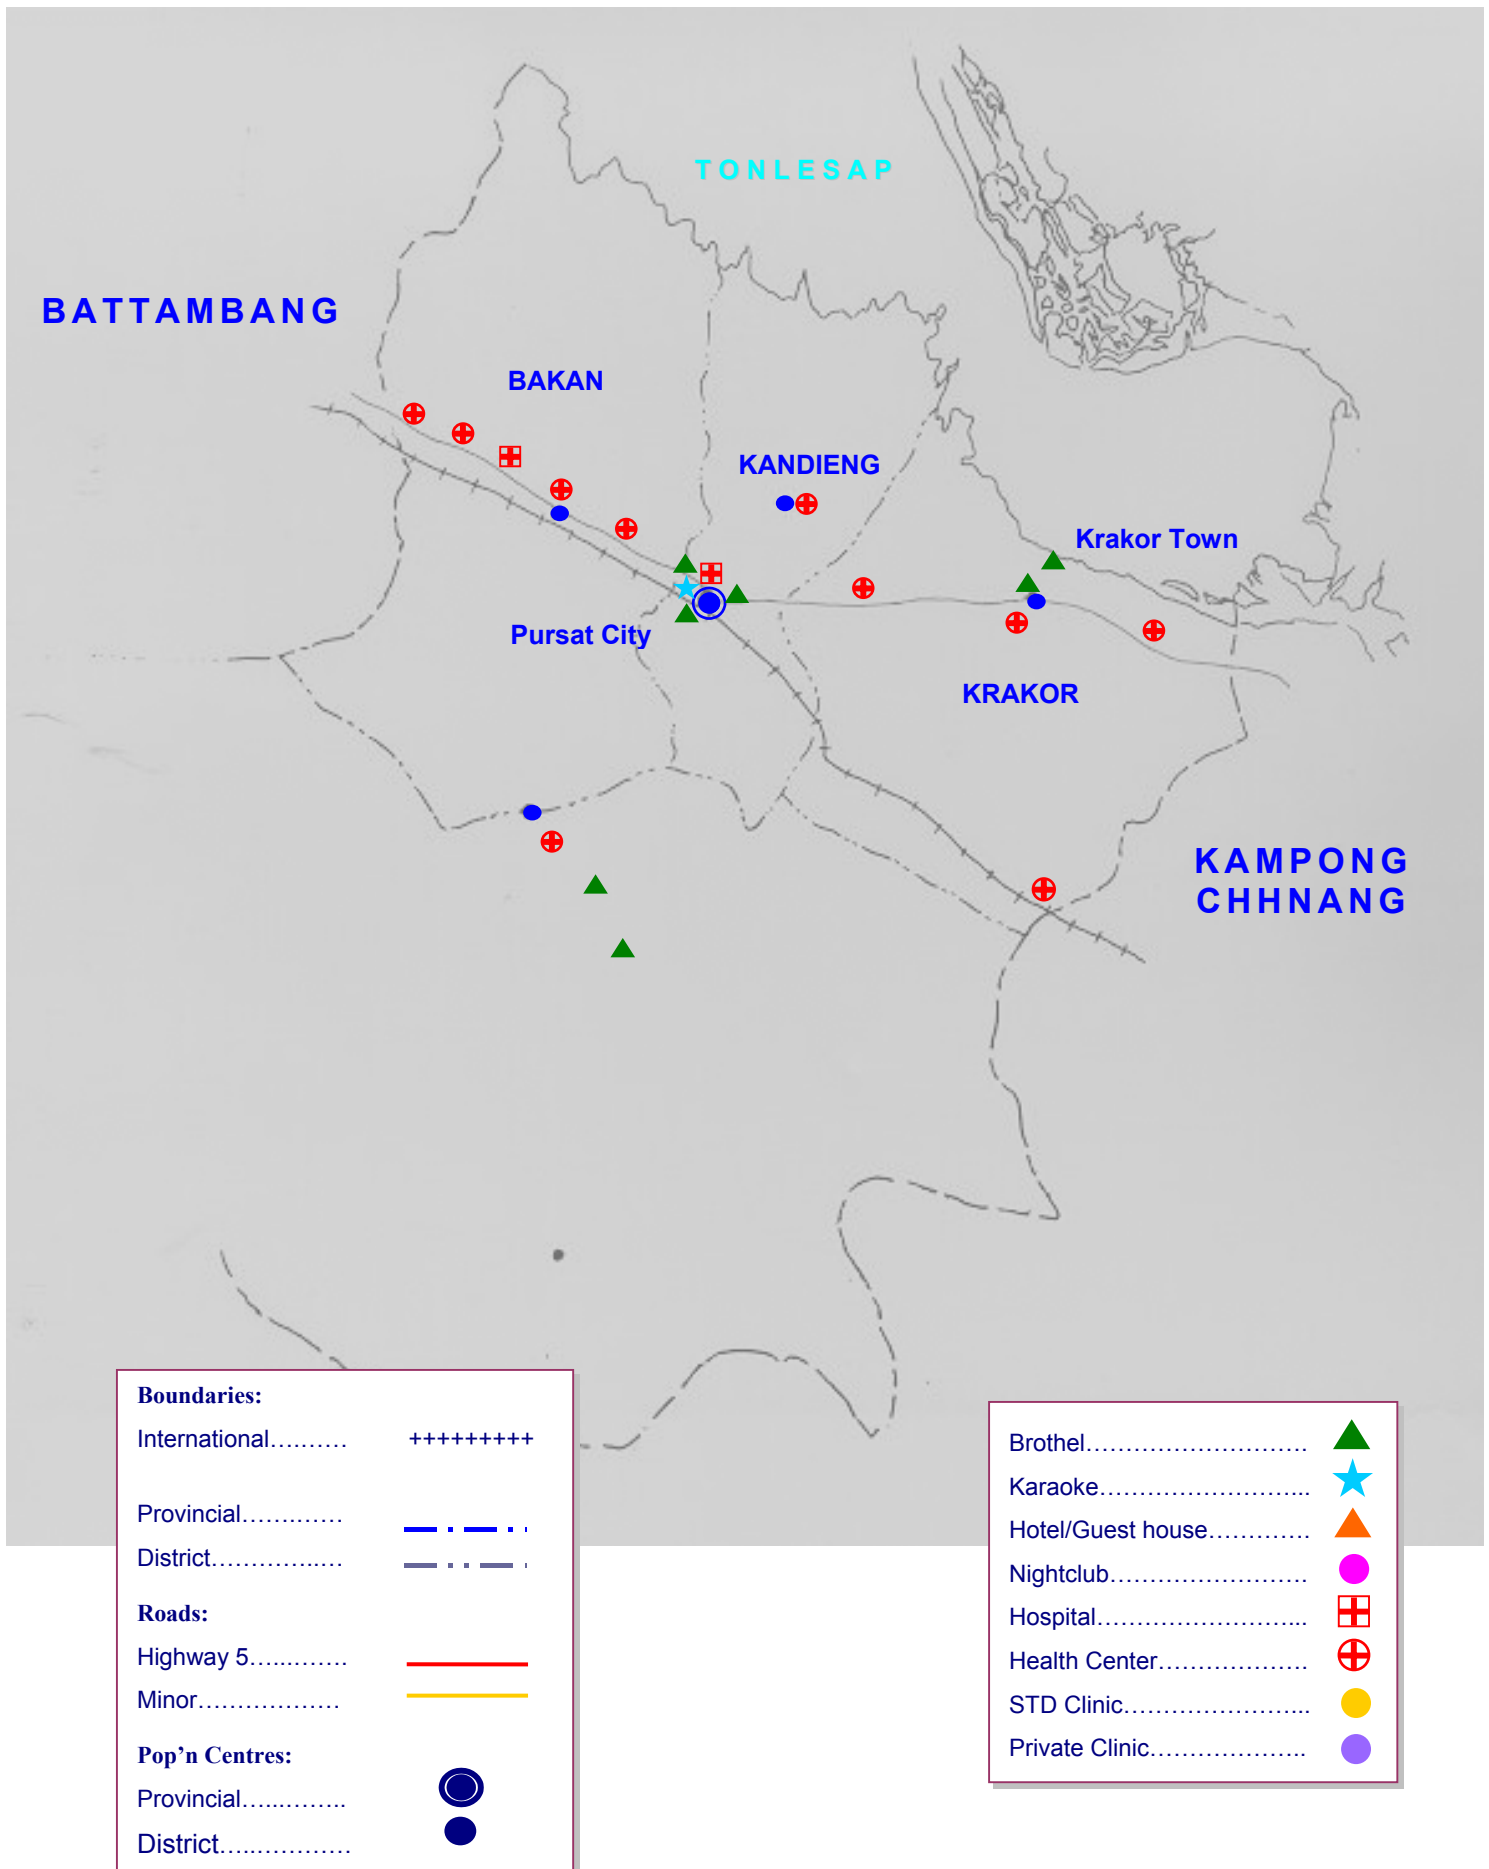 TONLESAP
BATTAMBANG
BAKAN
KANDIENG
Krakor Town
Pursat City
KRAKOR
KAMPONG
CHHNANG
Boundaries:
International……….
+++++++++
Provincial…….……
District…………..…
Roads:
Highway 5…...…….
Minor………………
Pop’n Centres:
Provincial…..……..
District…..…………
Brothel……………………….
Karaoke……………………...
Hotel/Guest house………….
Nightclub…………………….
Hospital……………………...
Health Center……………….
STD Clinic…………………...
Private Clinic………………..